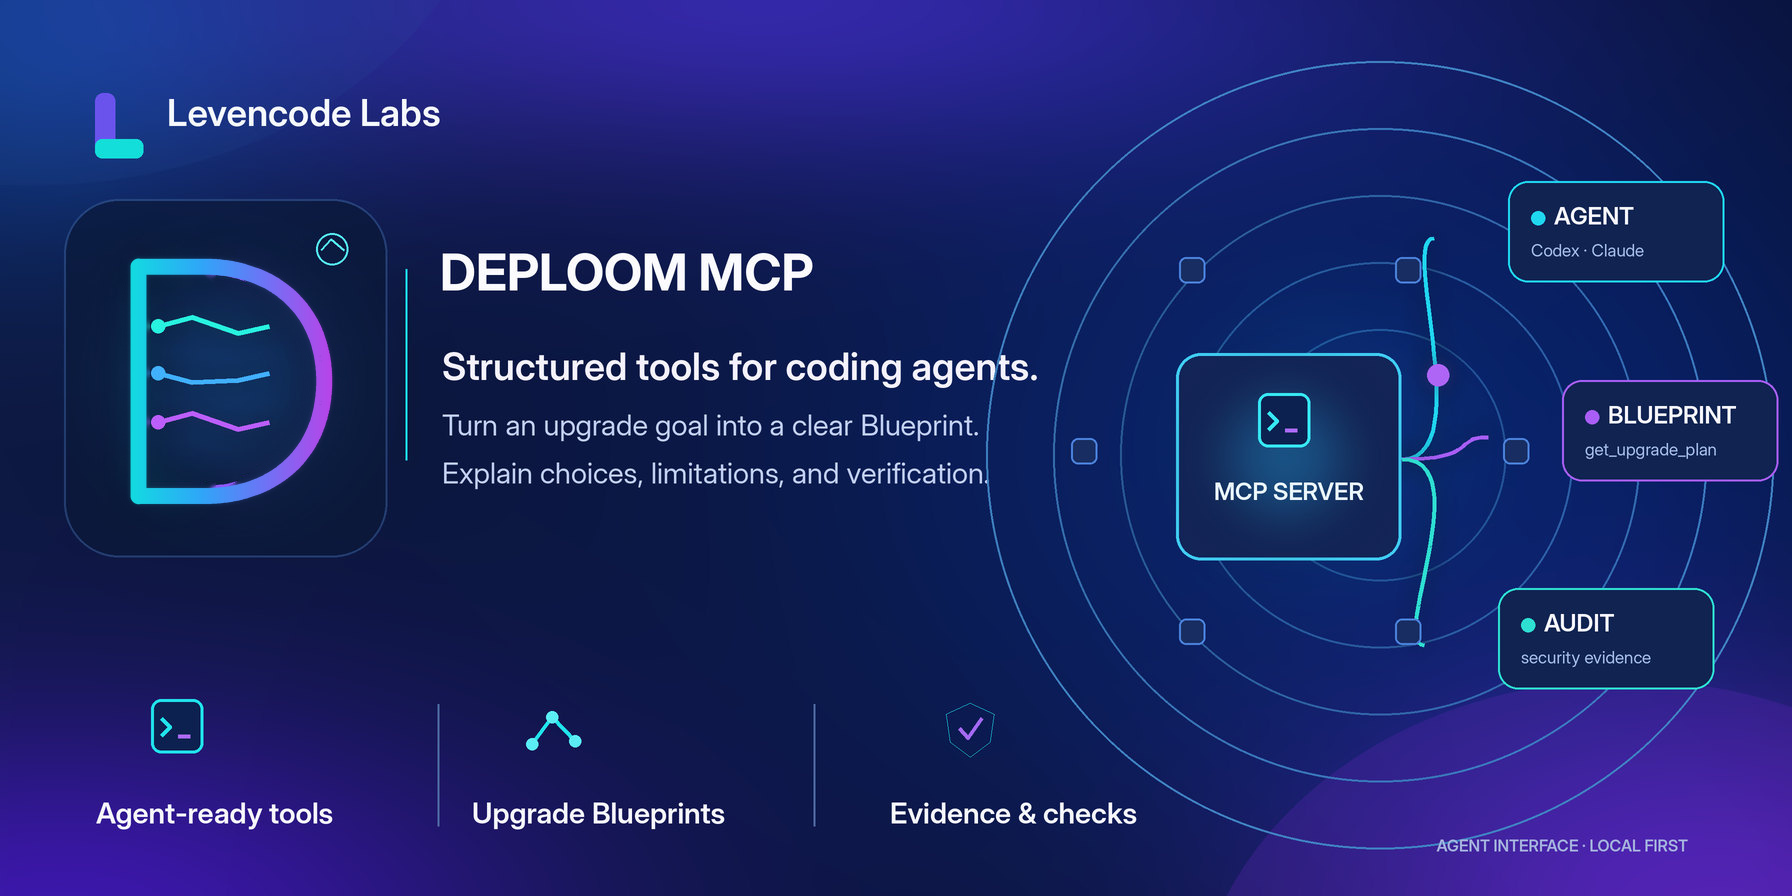 Levencode Labs
DEPLOOM MCP
Structured tools for coding agents.
Turn an upgrade goal into a clear Blueprint.
Explain choices, limitations, and verification.
AGENT
Codex · Claude
BLUEPRINT
get_upgrade_plan
MCP SERVER
AUDIT
security evidence
Agent-ready tools
Upgrade Blueprints
Evidence & checks
AGENT INTERFACE · LOCAL FIRST